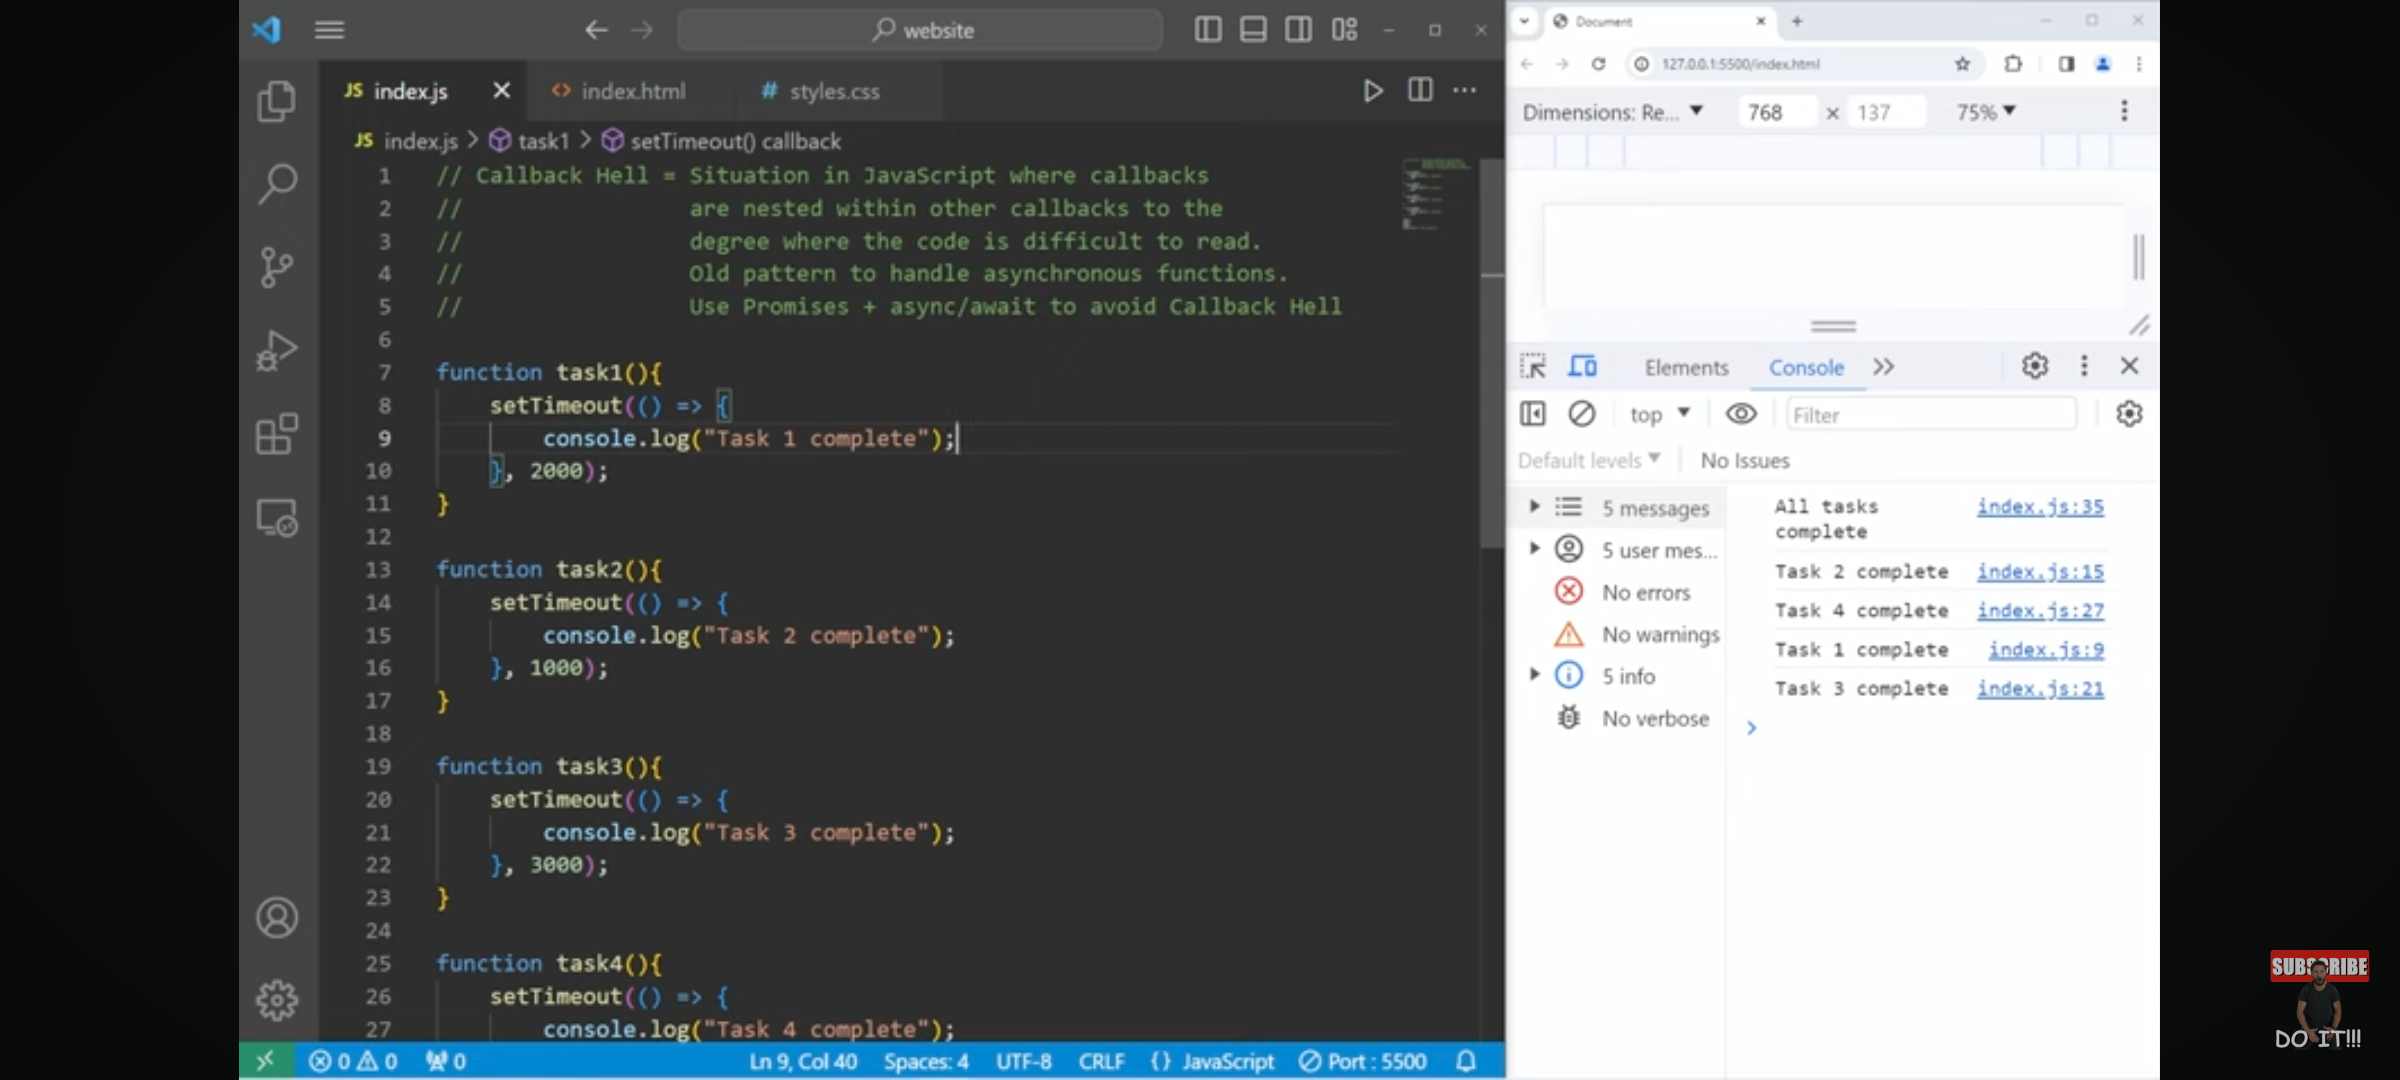 website
JS index.js
index.html
# styles.css
JS index.js > task1 > setTimeout() callback
1 // Callback Hell = Situation in JavaScript where callbacks
2 // are nested within other callbacks to the
3 // degree where the code is difficult to read.
4 // Old pattern to handle asynchronous functions.
5 // Use Promises + async/await to avoid Callback Hell
6
7 function task1(){
8 setTimeout(() => {
9 console.log("Task 1 complete");
10 }, 2000);
11 }
12
13 function task2(){
14 setTimeout(() => {
15 console.log("Task 2 complete");
16 }, 1000);
17 }
18
19 function task3(){
20 setTimeout(() => {
21 console.log("Task 3 complete");
22 }, 3000);
23 }
24
25 function task4(){
26 setTimeout(() => {
27 console.log("Task 4 complete");
0 0 0 Ln 9, Col 40 Spaces: 4 UTF-8 CRLF {} JavaScript Port : 5500
Document
127.0.0.1:5500/index.html
Dimensions: Re... 768 × 137 75%
Elements Console
top Filter
Default levels No Issues
5 messages
5 user mes...
No errors
No warnings
5 info
No verbose
All tasks complete index.js:35
Task 2 complete index.js:15
Task 4 complete index.js:27
Task 1 complete index.js:9
Task 3 complete index.js:21
SUBSCRIBE
DO IT!!!